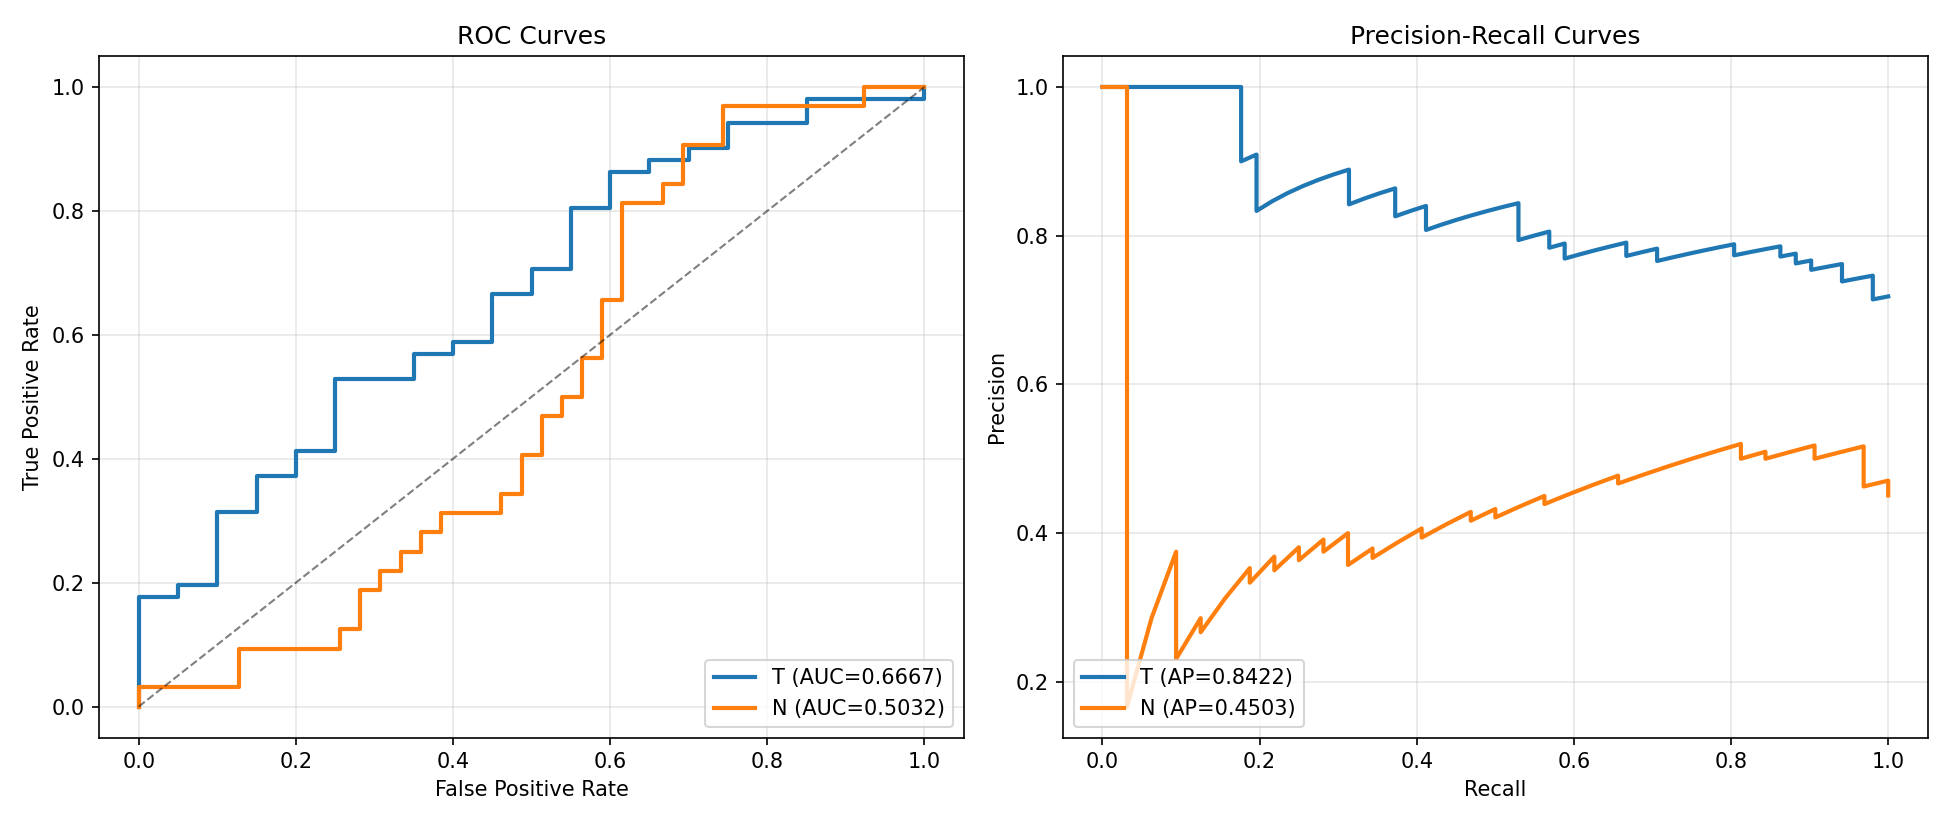 ROC Curves
True Positive Rate
1.0
0.8
0.6
0.4
0.2
0.0
T (AUC=0.6667)
N (AUC=0.5032)
0.0 0.2 0.4 0.6 0.8 1.0
False Positive Rate
Precision-Recall Curves
Precision
1.0
0.8
0.6
0.4
0.2
T (AP=0.8422)
N (AP=0.4503)
0.0 0.2 0.4 0.6 0.8 1.0
Recall